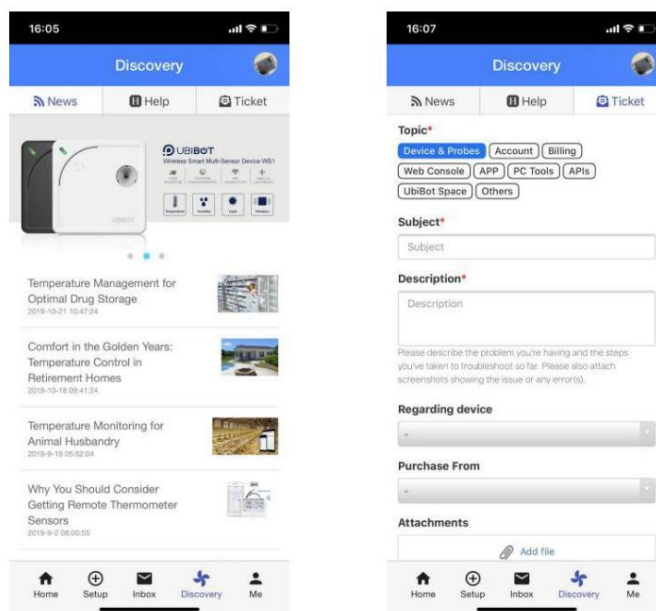 16:05
Discovery
News
Help
Ticket
UBIBOT
Wireless Smart Multi-Sensor Device WS1
Temperature
Humidity
Light
Vibration
UBIBOT
Temperature Management for
Optimal Drug Storage
2019-10-21 10:47:24
Comfort in the Golden Years:
Temperature Control in
Retirement Homes
2019-10-18 09:41:24
Temperature Monitoring for
Animal Husbandry
2019-9-19 05:52:04
Why You Should Consider
Getting Remote Thermometer
Sensors
2019-9-2 08:00:55
Home
Setup
Inbox
Discovery
Me
16:07
Discovery
News
Help
Ticket
Topic*
Device & Probes
Account
Billing
Web Console
APP
PC Tools
APIs
UbiBot Space
Others
Subject*
Subject
Description*
Description
Please describe the problem you're having and the steps
you've taken to troubleshoot so far. Please also attach
screenshots showing the issue or any error(s).
Regarding device
-
Purchase From
-
Attachments
Add file
Home
Setup
Inbox
Discovery
Me